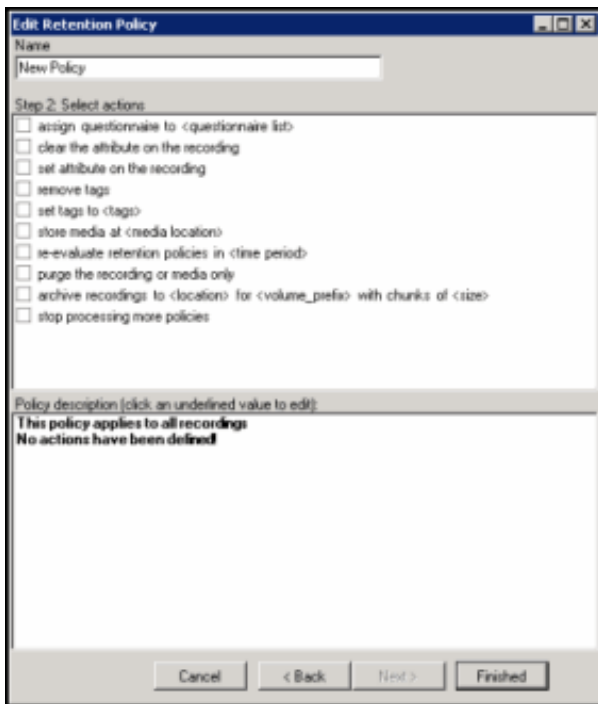 Edit Retention Policy
Name
New Policy
Step 2: Select actions
assign questionnaire to <questionnaire list>
clear the attribute on the recording
set attribute on the recording
remove tags
set tags to <tags>
store media at <media location>
re-evaluate retention policies in <time period>
purge the recording or media only
archive recordings to <location> for <volume_prefix> with chunks of <size>
stop processing more policies
Policy description (click an underlined value to edit):
This policy applies to all recordings
No actions have been defined!
Cancel
< Back
Next >
Finished